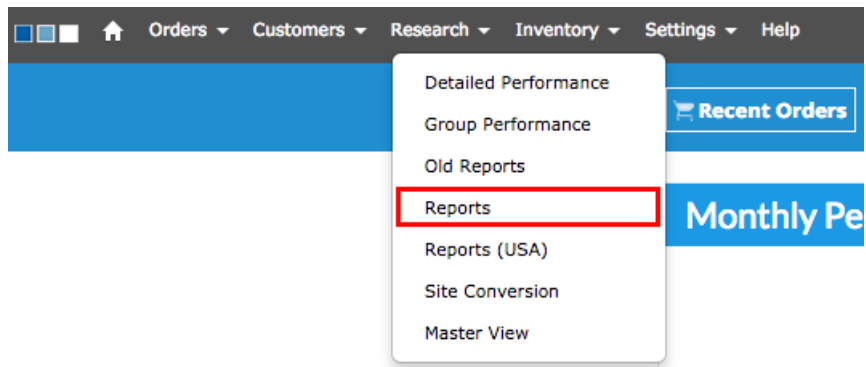 Orders Customers Research Inventory Settings Help
Detailed Performance
Group Performance
Recent Orders
Old Reports
Reports
Monthly Pe
Reports (USA)
Site Conversion
Master View